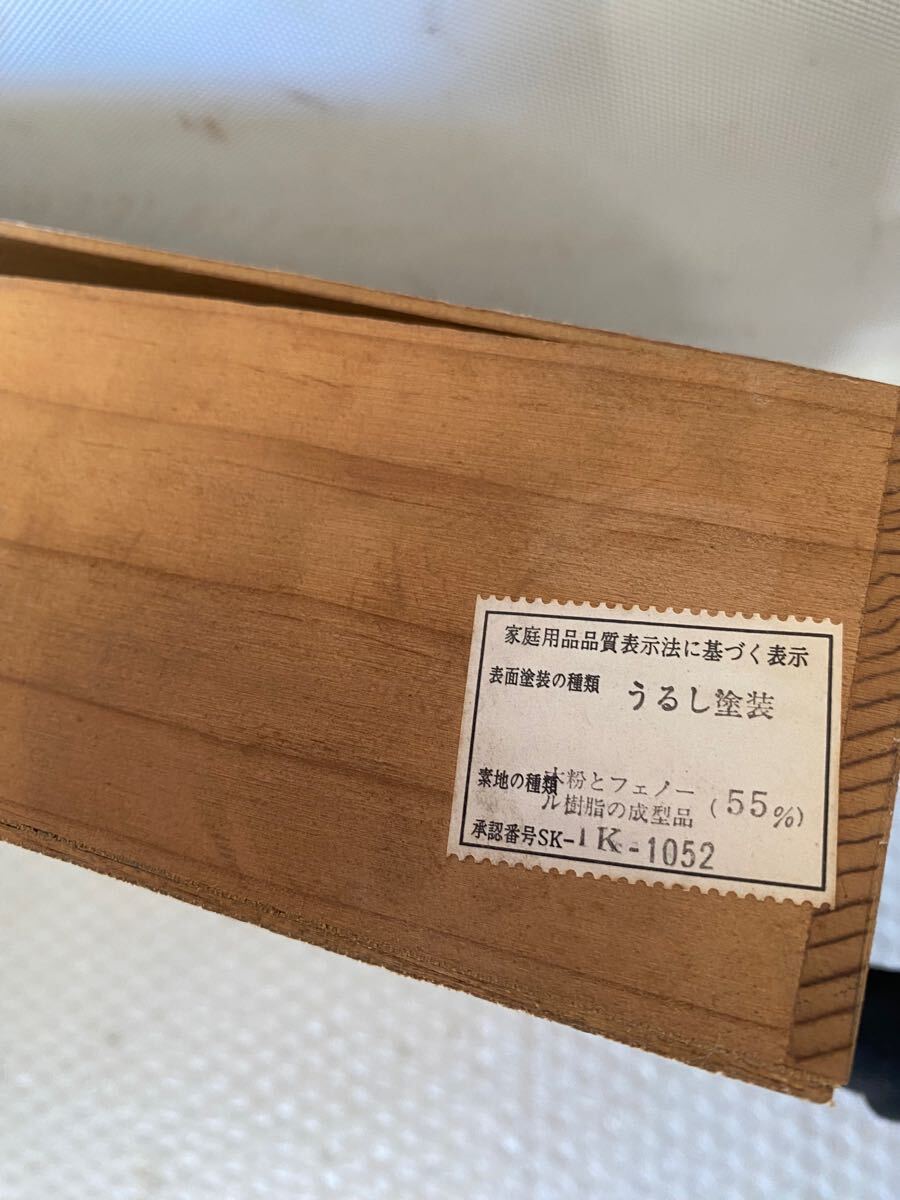 家庭用品品質表示法に基づく表示
表面塗装の種類 うるし塗装
素地の種類 木粉とフェノー
ル樹脂の成型品 (55%)
承認番号SK-1K-1052